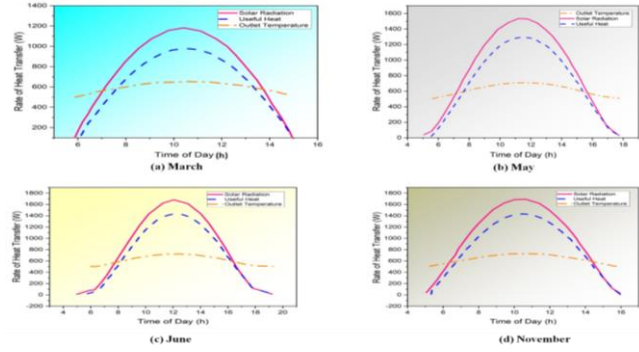 1400
1200
1000
800
600
400
200
Rate of Heat Transfer (W)
Solar Radiation
Useful Heat
Outlet Temperature
6 8 10 12 14 16
Time of Day (h)
(a) March
1600
1400
1200
1000
800
600
400
200
0
Rate of Heat Transfer (W)
Outlet Temperature
Solar Radiation
Useful Heat
4 6 8 10 12 14 16 18
Time of Day (h)
(b) May
1800
1600
1400
1200
1000
800
600
400
200
0
-200
Rate of Heat Transfer (W)
Solar Radiation
Useful Heat
Outlet Temperature
4 6 8 10 12 14 16 18 20
Time of Day (h)
(c) June
1800
1600
1400
1200
1000
800
600
400
200
0
Rate of Heat Transfer (W)
Solar Radiation
Useful Heat
Outlet Temperature
4 6 8 10 12 14 16
Time of Day (h)
(d) November